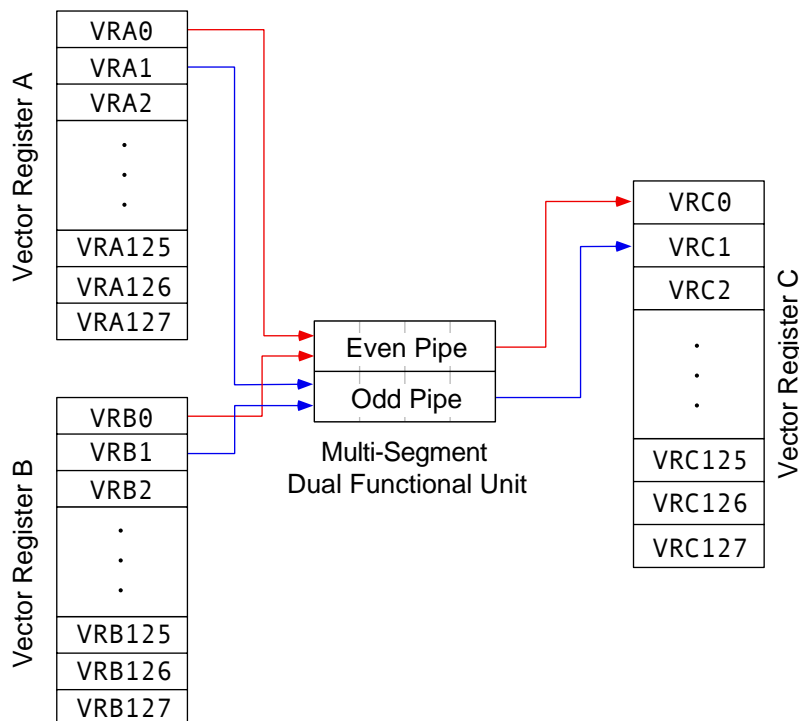 Vector Register A
VRA0
VRA1
VRA2
VRA125
VRA126
VRA127
Vector Register B
VRB0
VRB1
VRB2
VRB125
VRB126
VRB127
Even Pipe
Odd Pipe
Multi-Segment
Dual Functional Unit
VRC0
VRC1
VRC2
VRC125
VRC126
VRC127
Vector Register C